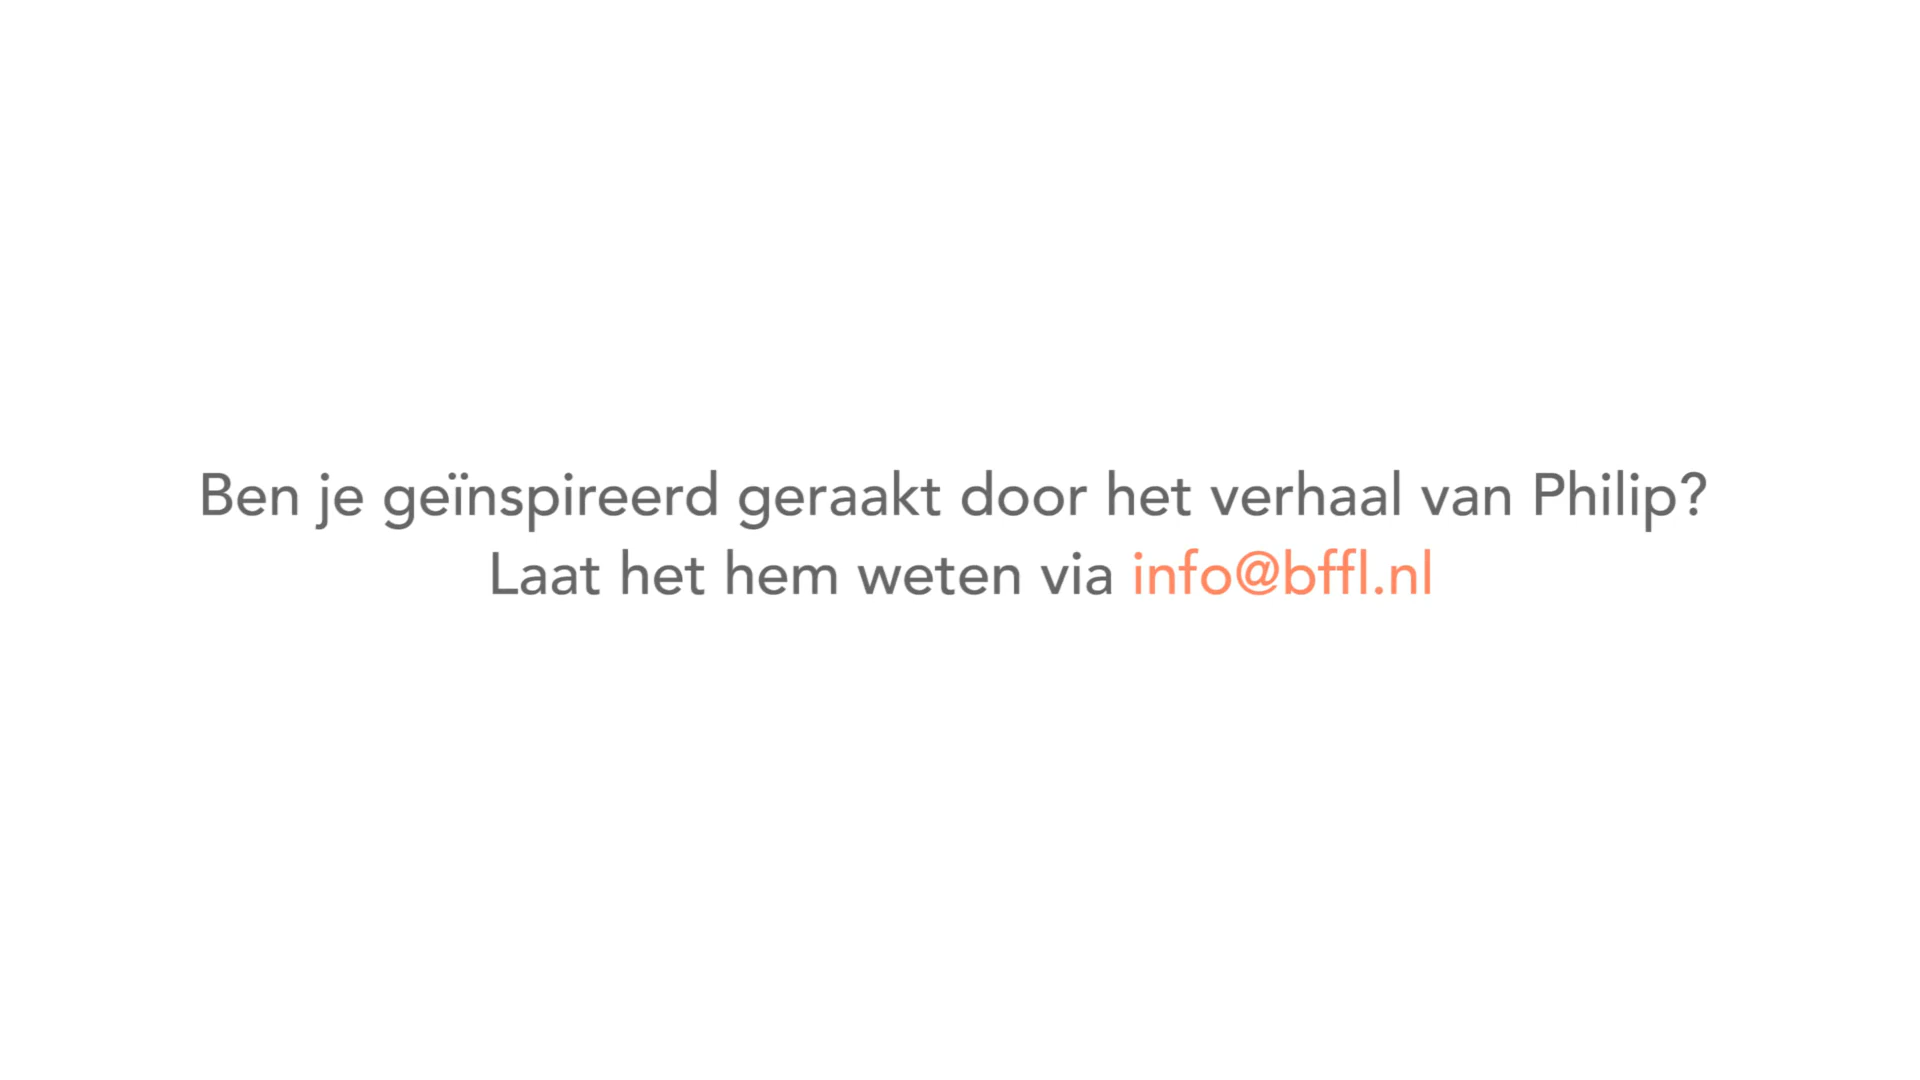 Ben je geïnspireerd geraakt door het verhaal van Philip?
Laat het hem weten via info@bffl.nl